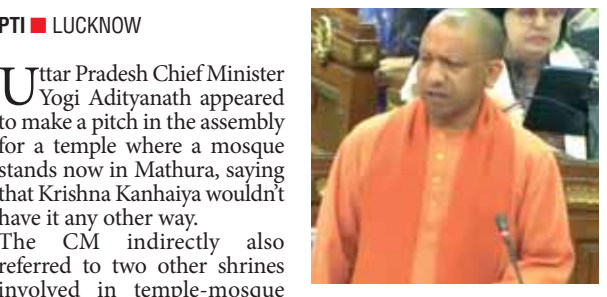 PTI ■ LUCKNOW
Uttar Pradesh Chief Minister
Yogi Adityanath appeared
to make a pitch in the assembly
for a temple where a mosque
stands now in Mathura, saying
that Krishna Kanhaiya wouldn't
have it any other way.
The CM indirectly also
referred to two other shrines
involved in temple-mosque